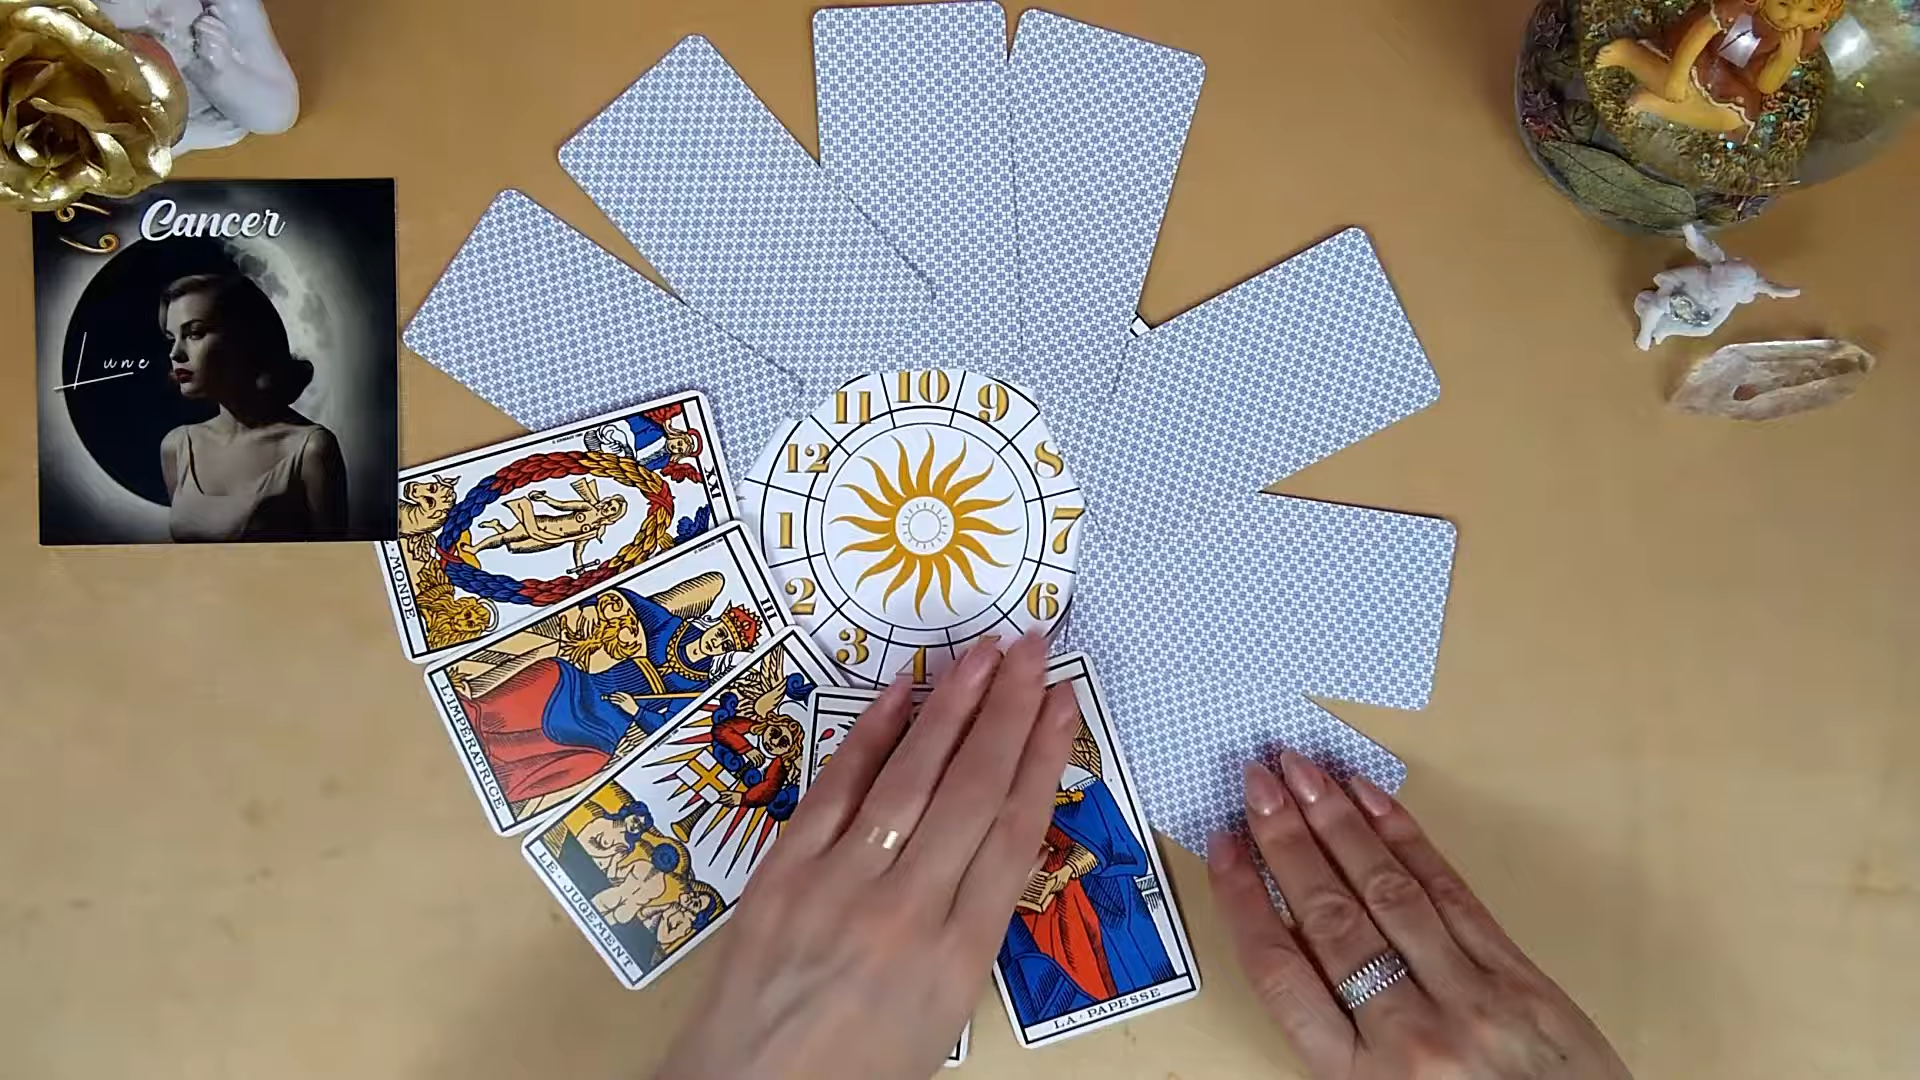 Cancer
Lune
11 10 9
12 8
1 7
2 6
3
XXI
MONDE
III
L'IMPERATRICE
LE·JUGEMENT
LA·PAPESSE